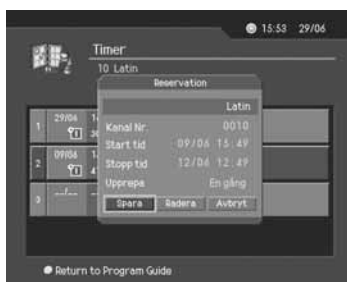 15:53 29/06
Timer
10 Latin
Reservation
Latin
Kanal Nr. 0010
Start tid 09/06 15:49
Stopp tid 12/06 12:49
Upprepa En gång
Spara Radera Avbryt
1 29/06
2 09/06
3 --/--
Return to Program Guide